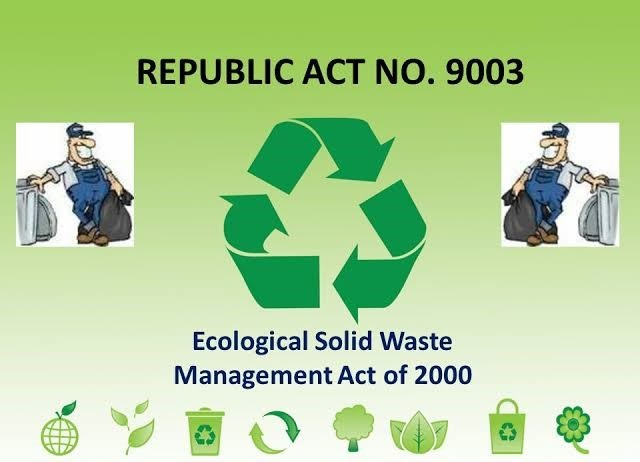 REPUBLIC ACT NO. 9003
Ecological Solid Waste
Management Act of 2000